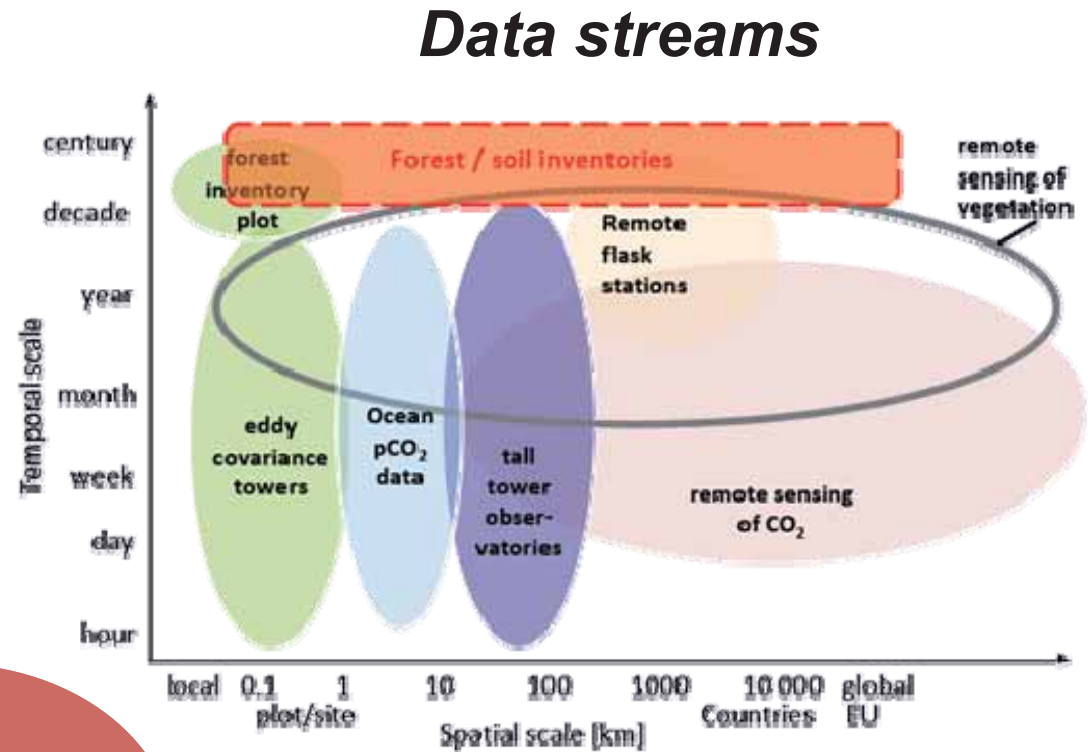 Data streams
century
decade
year
month
week
day
hour
Temporal scale
forest
inventory
plot
Forest / soil inventories
remote
sensing of
vegetation
Remote
flask
stations
eddy
covariance
towers
Ocean
pCO₂
data
tall
tower
obser-
vatories
remote sensing
of CO₂
local 0.1 1 10 100 1000 10 000 global
plot/site Countries EU
Spatial scale [km]